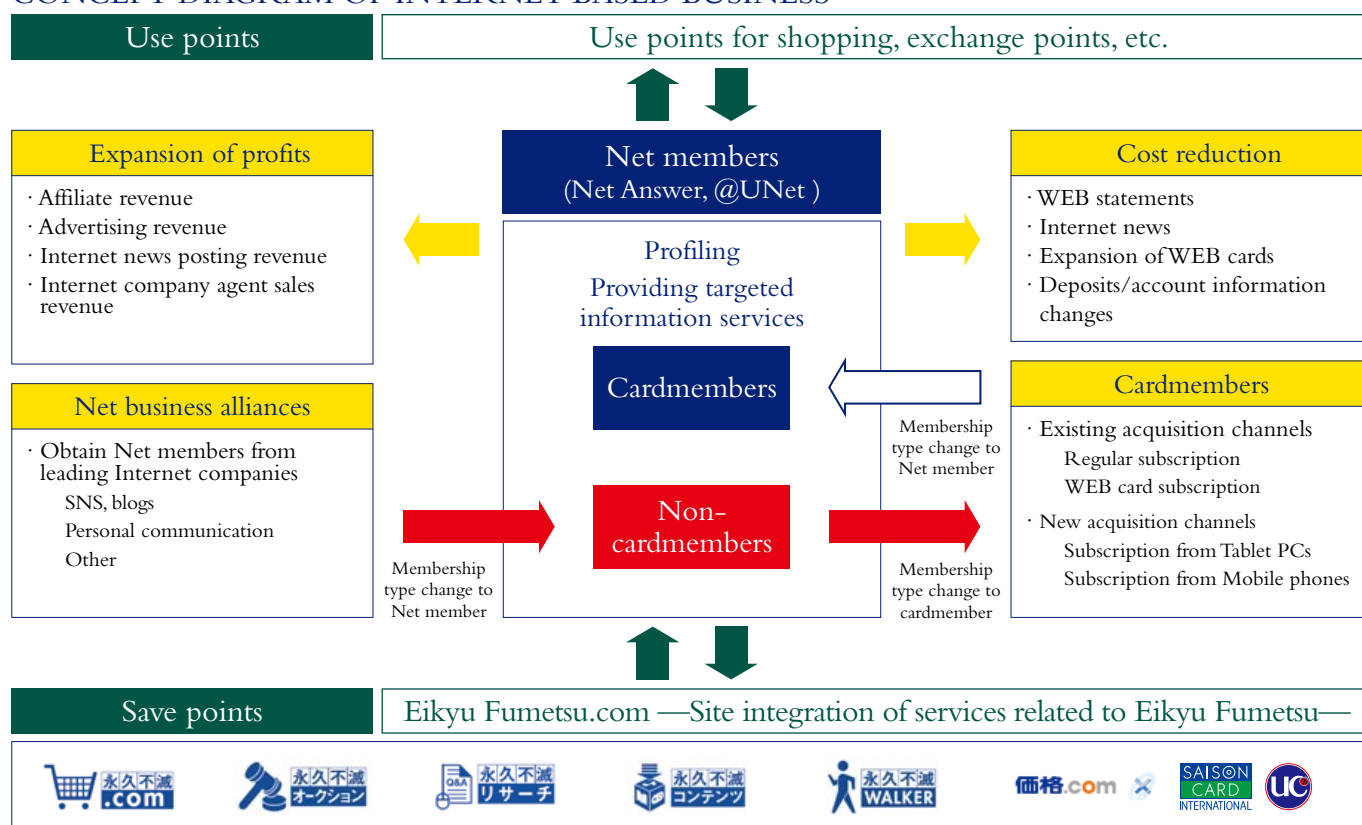 CONCEPT DIAGRAM OF INTERNET-BASED BUSINESS
Use points
Use points for shopping, exchange points, etc.
Expansion of profits
· Affiliate revenue
· Advertising revenue
· Internet news posting revenue
· Internet company agent sales
revenue
Net members
(Net Answer, @UNet )
Profiling
Providing targeted
information services
Cardmembers
Non-
cardmembers
Cost reduction
· WEB statements
· Internet news
· Expansion of WEB cards
· Deposits/account information
changes
Net business alliances
· Obtain Net members from
leading Internet companies
SNS, blogs
Personal communication
Other
Membership
type change to
Net member
Membership
type change to
Net member
Membership
type change to
cardmember
Cardmembers
· Existing acquisition channels
Regular subscription
WEB card subscription
· New acquisition channels
Subscription from Tablet PCs
Subscription from Mobile phones
Save points
Eikyu Fumetsu.com —Site integration of services related to Eikyu Fumetsu—
永久不滅
.com
永久不滅
オークション
Q&A
永久不滅
リサーチ
永久不滅
コンテンツ
永久不滅
WALKER
価格.com
SAISON
CARD
INTERNATIONAL
UC